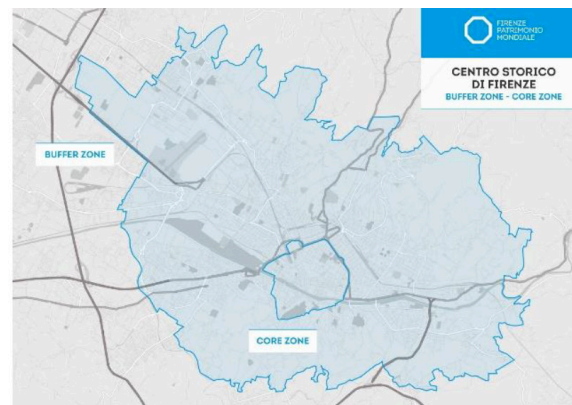 FIRENZE
PATRIMONIO
MONDIALE
CENTRO STORICO
DI FIRENZE
BUFFER ZONE - CORE ZONE
BUFFER ZONE
CORE ZONE